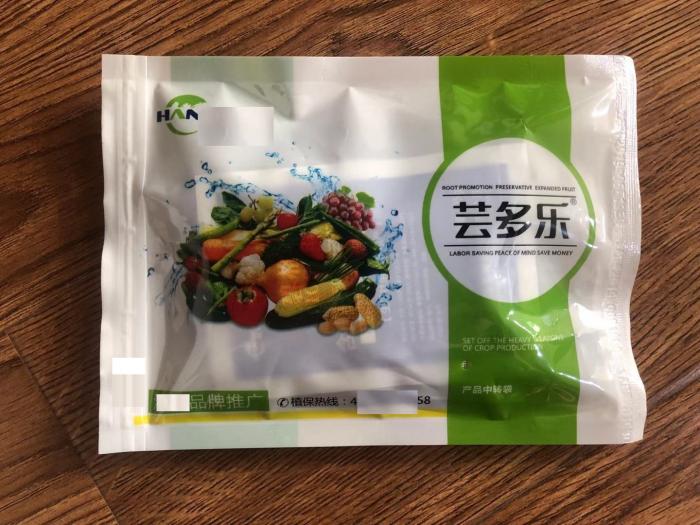 HAN
ROOT PROMOTION PRESERVATIVE EXPANDED FRUIT
芸多乐®
LABOR SAVING PEACE OF MIND SAVE MONEY
SET OFF THE HEAVY
OF CROP PRODUCTION
产品中转袋
品牌推广
✆植保热线：4 58